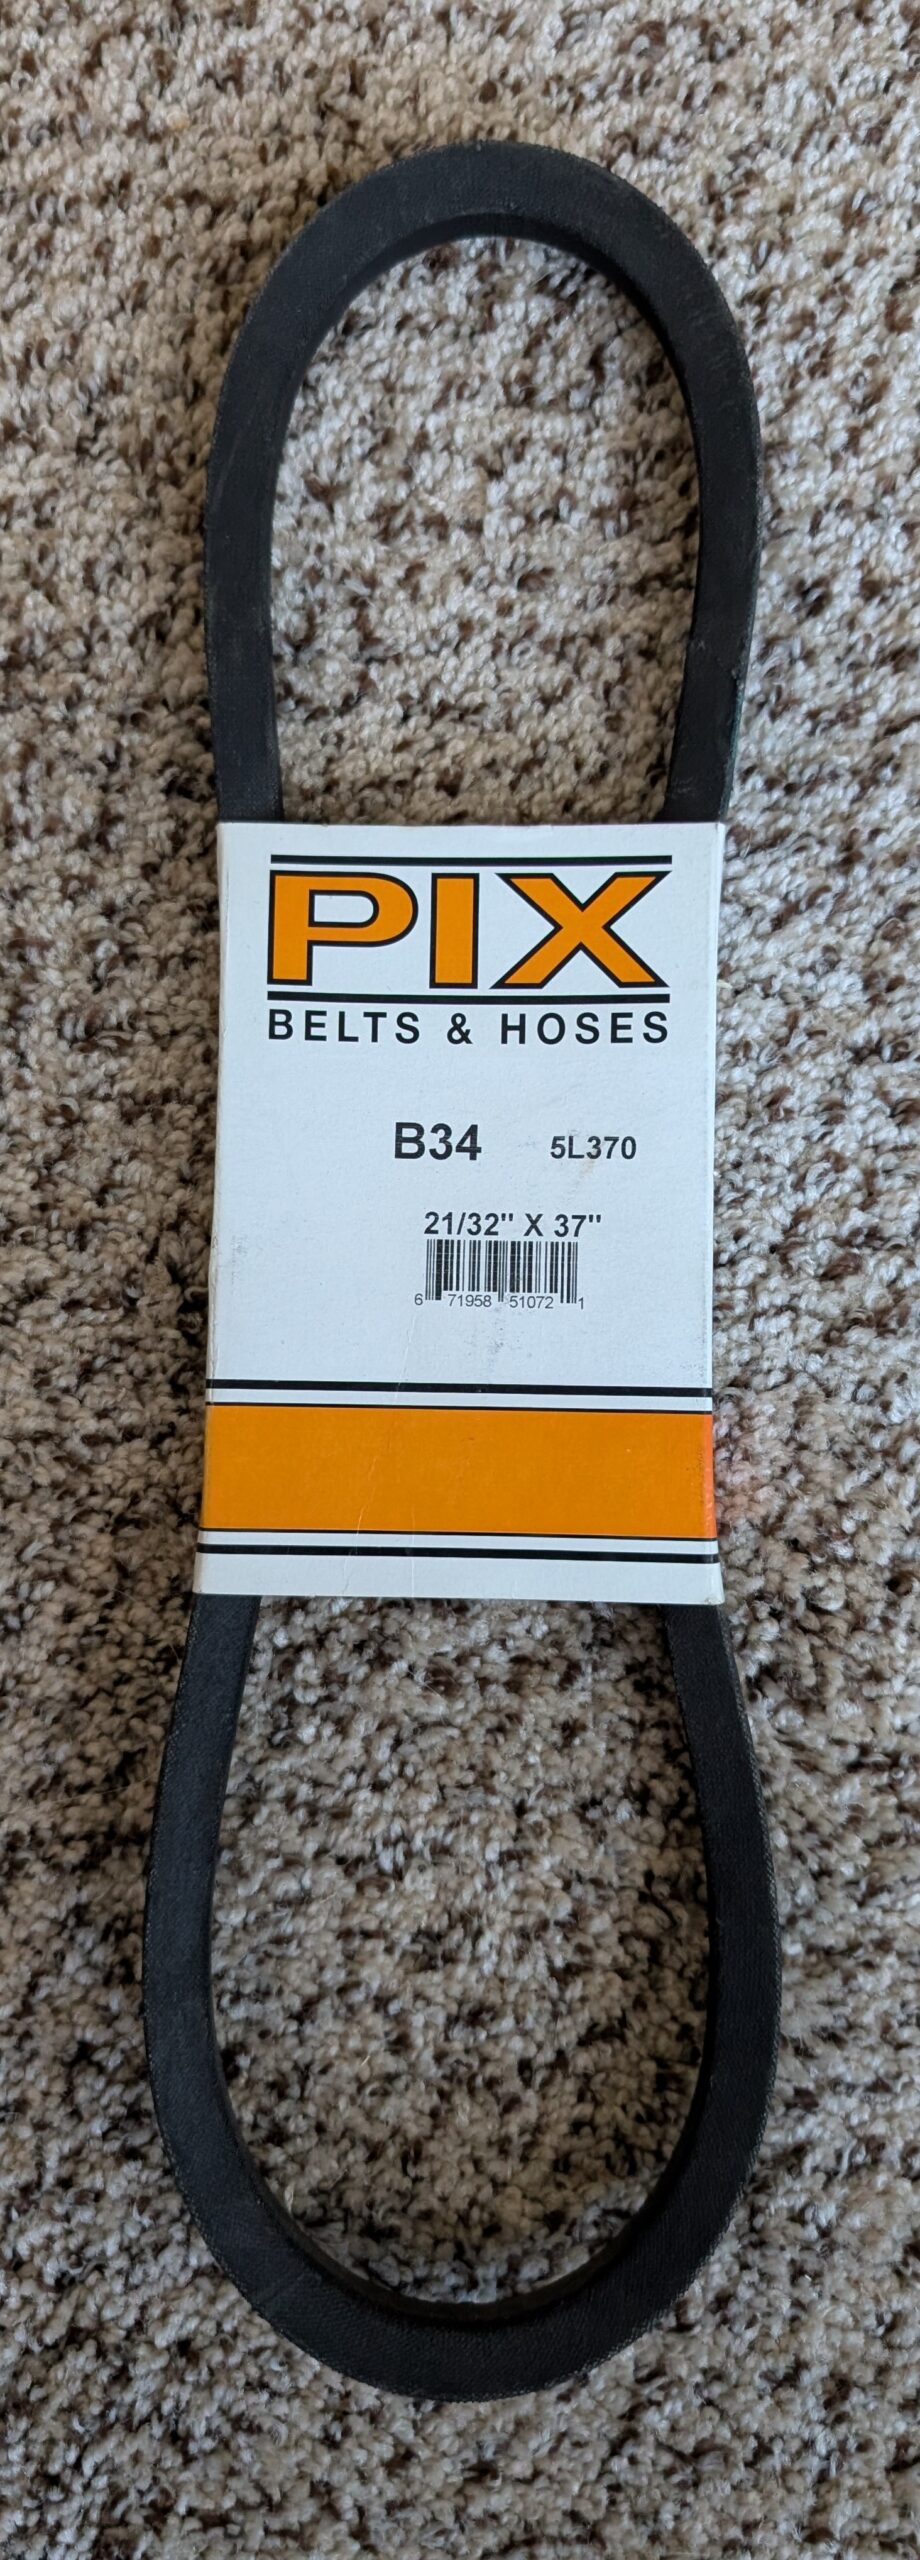 PIX
BELTS & HOSES
B34 5L370
21/32" X 37"
6 71958 51072 1